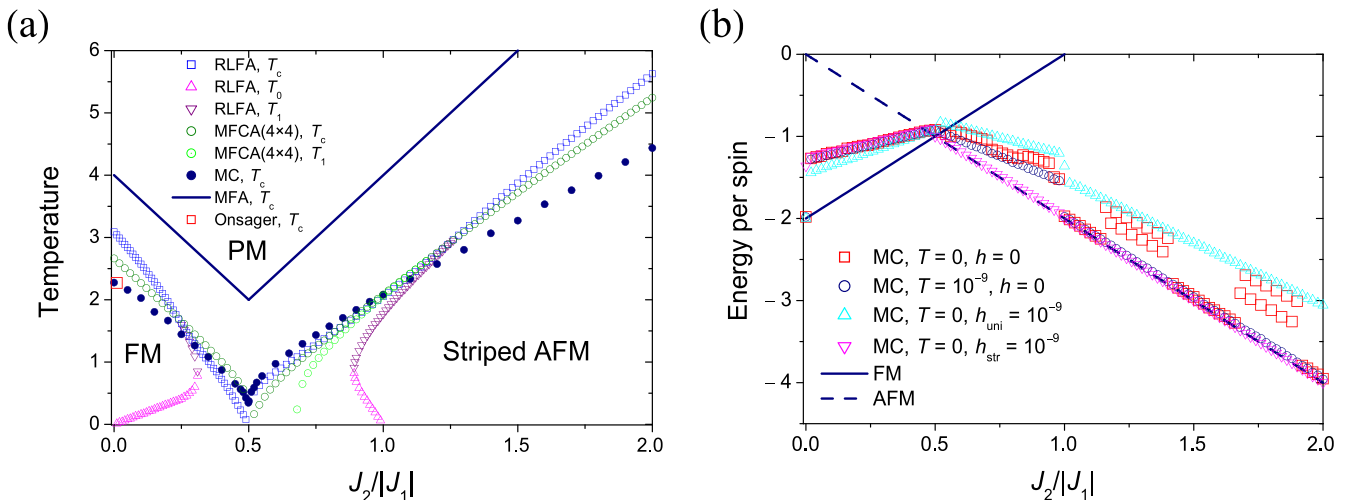 (a)
6
5
4
3
2
1
0
Temperature
RLFA, Tc
RLFA, T0
RLFA, T1
MFCA(4×4), Tc
MFCA(4×4), T1
MC, Tc
MFA, Tc
Onsager, Tc
PM
FM
Striped AFM
0.0 0.5 1.0 1.5 2.0
J2/|J1|
(b)
0
−1
−2
−3
−4
Energy per spin
MC, T = 0, h = 0
MC, T = 10−9, h = 0
MC, T = 0, huni = 10−9
MC, T = 0, hstr = 10−9
FM
AFM
0.0 0.5 1.0 1.5 2.0
J2/|J1|